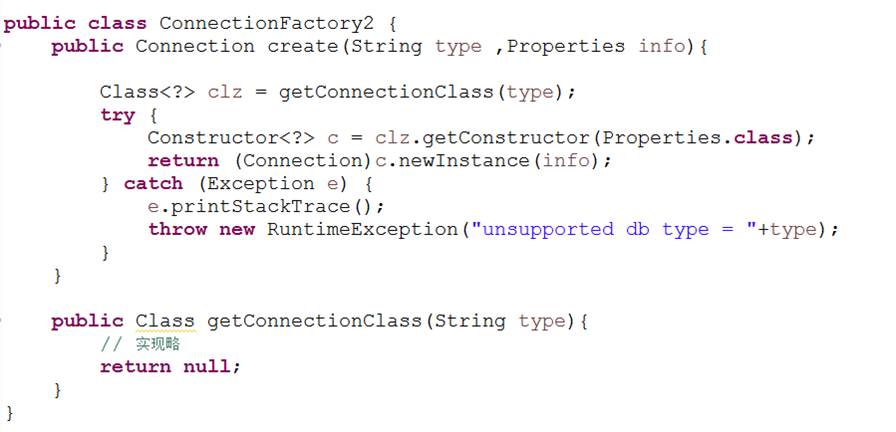 public class ConnectionFactory2 {
public Connection create(String type ,Properties info){
Class<?> clz = getConnectionClass(type);
try {
Constructor<?> c = clz.getConstructor(Properties.class);
return (Connection)c.newInstance(info);
} catch (Exception e) {
e.printStackTrace();
throw new RuntimeException("unsupported db type = "+type);
}
}
public Class getConnectionClass(String type){
// 实现略
return null;
}
}